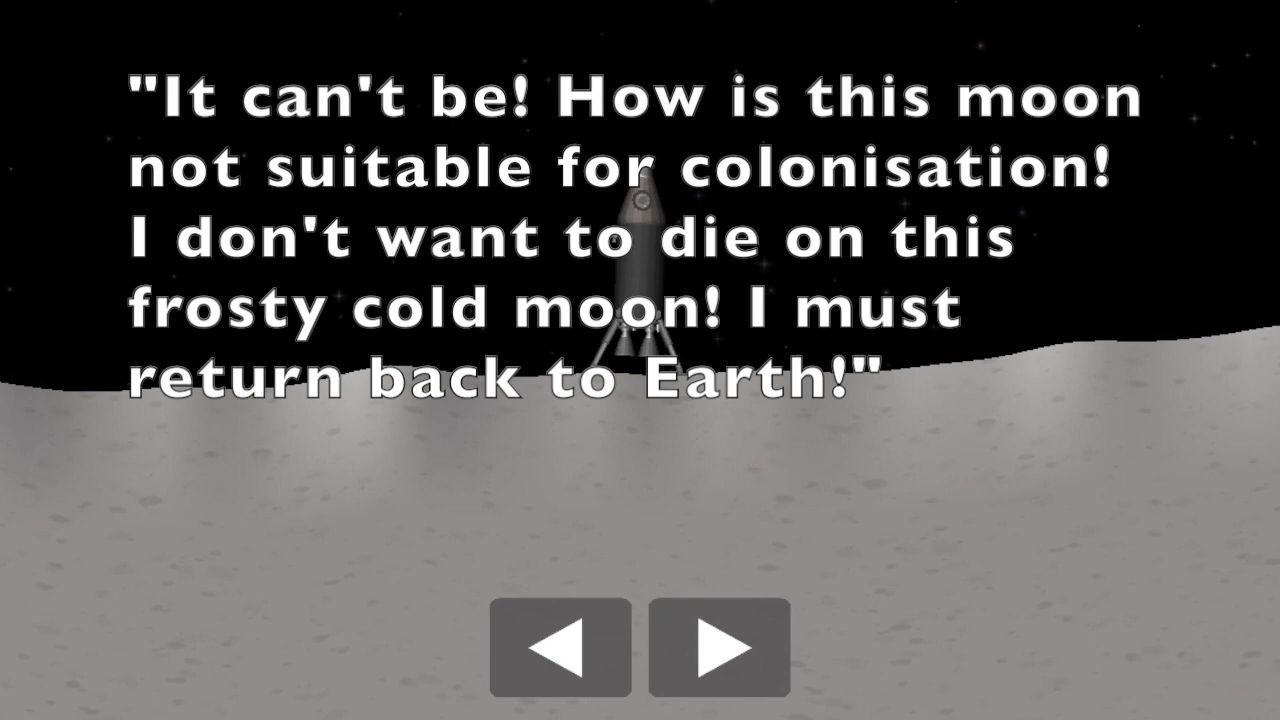 "It can't be! How is this moon
not suitable for colonisation!
I don't want to die on this
frosty cold moon! I must
return back to Earth!"